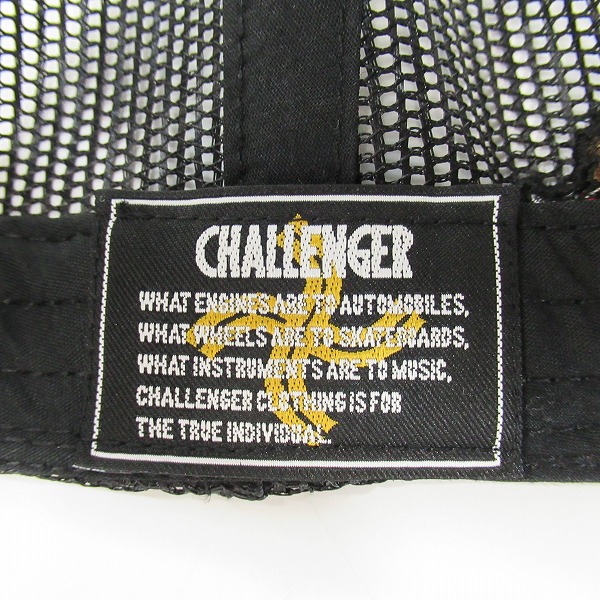 CHALLENGER
WHAT ENGINES ARE TO AUTOMOBILES,
WHAT WHEELS ARE TO SKATEBOARDS,
WHAT INSTRUMENTS ARE TO MUSIC,
CHALLENGER CLOTHING IS FOR
THE TRUE INDIVIDUAL.